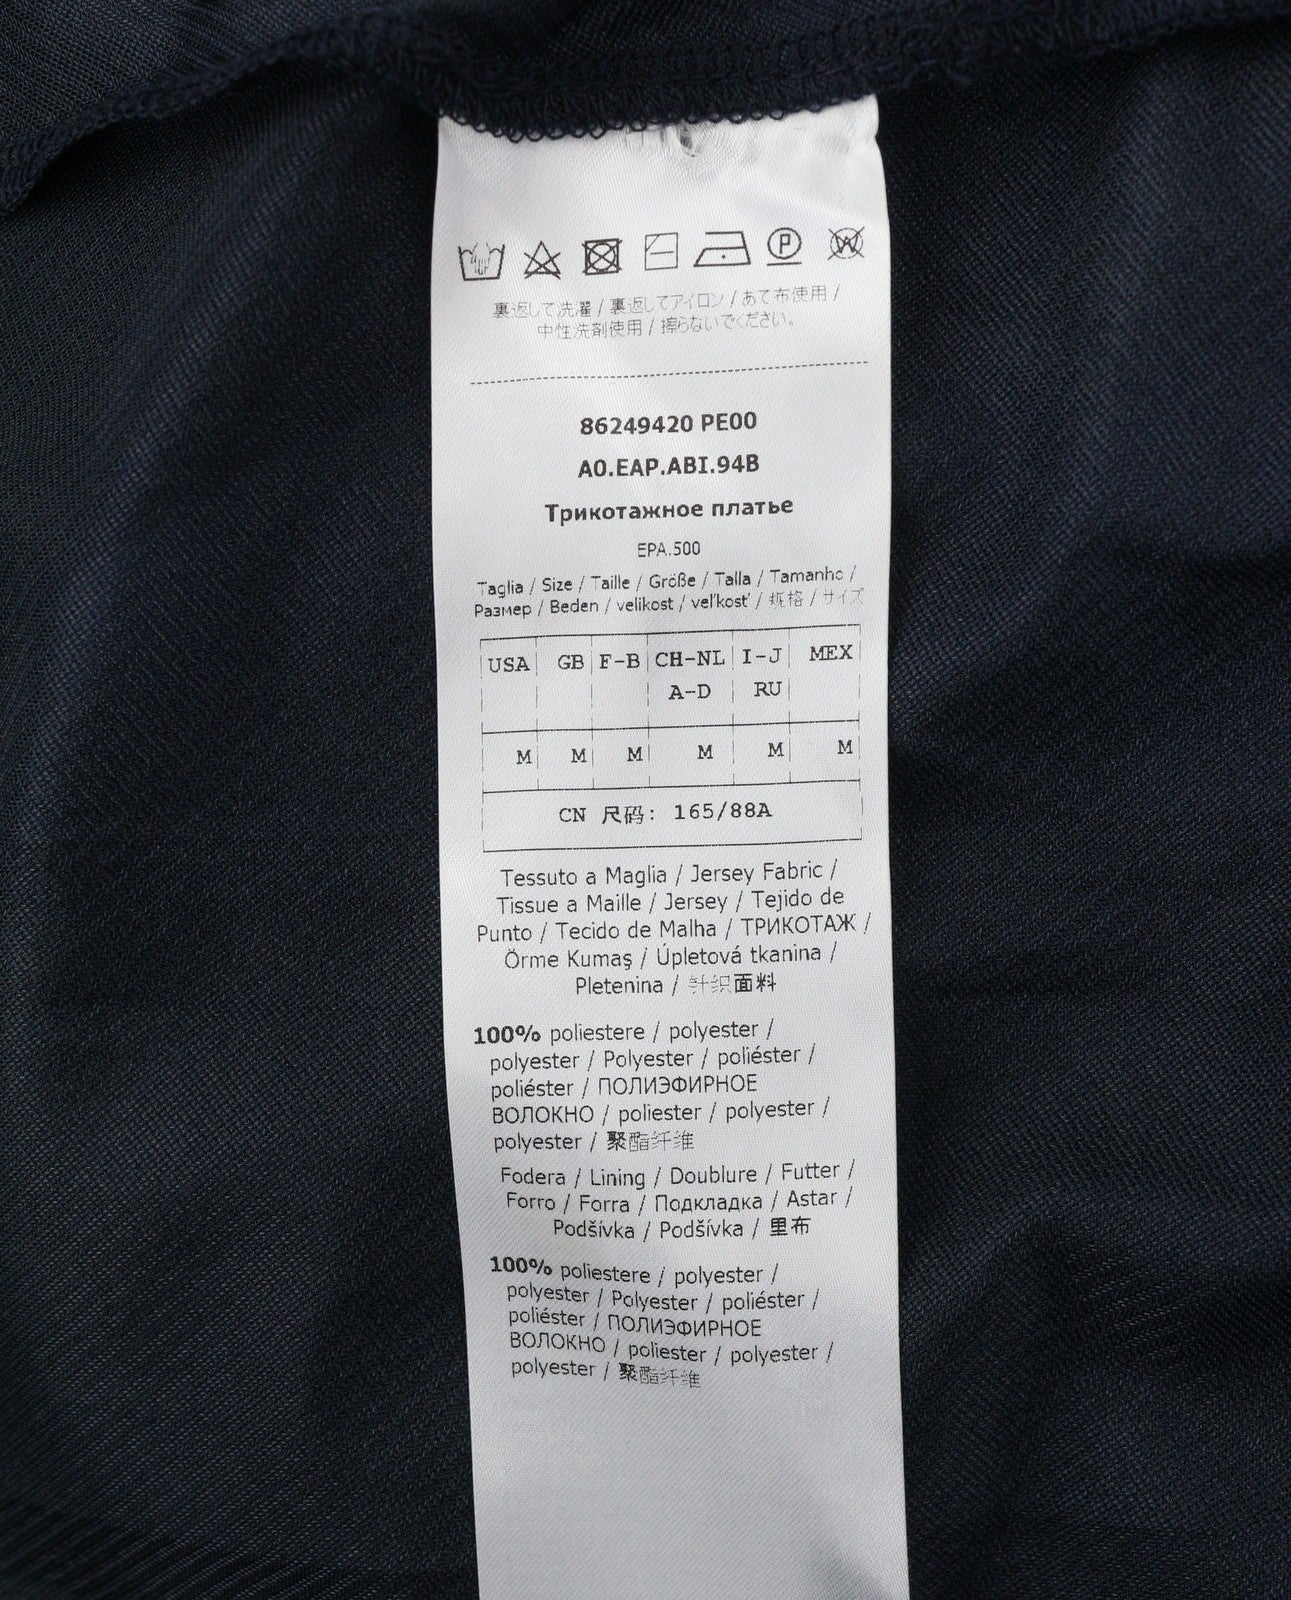 裏返して洗濯 / 裏返してアイロン / あて布使用 /
中性洗剤使用 / 擦らないでください。
86249420 PE00
A0.EAP.ABI.94B
Трикотажное платье
EPA.500
Taglia / Size / Taille / Größe / Talla / Tamanho /
Размер / Beden / velikost / veľkosť / 规格 / サイズ
USA GB F-B CH-NL I-J MEX
A-D RU
M M M M M M
CN 尺码: 165/88A
Tessuto a Maglia / Jersey Fabric /
Tissue a Maille / Jersey / Tejido de
Punto / Tecido de Malha / ТРИКОТАЖ /
Örme Kumaş / Úpletová tkanina /
Pletenina / 针织面料
100% poliestere / polyester /
polyester / Polyester / poliéster /
poliéster / ПОЛИЭФИРНОЕ
ВОЛОКНО / poliester / polyester /
polyester / 聚酯纤维
Fodera / Lining / Doublure / Futter /
Forro / Forra / Подкладка / Astar /
Podšívka / Podšívka / 里布
100% poliestere / polyester /
polyester / Polyester / poliéster /
poliéster / ПОЛИЭФИРНОЕ
ВОЛОКНО / poliester / polyester /
polyester / 聚酯纤维